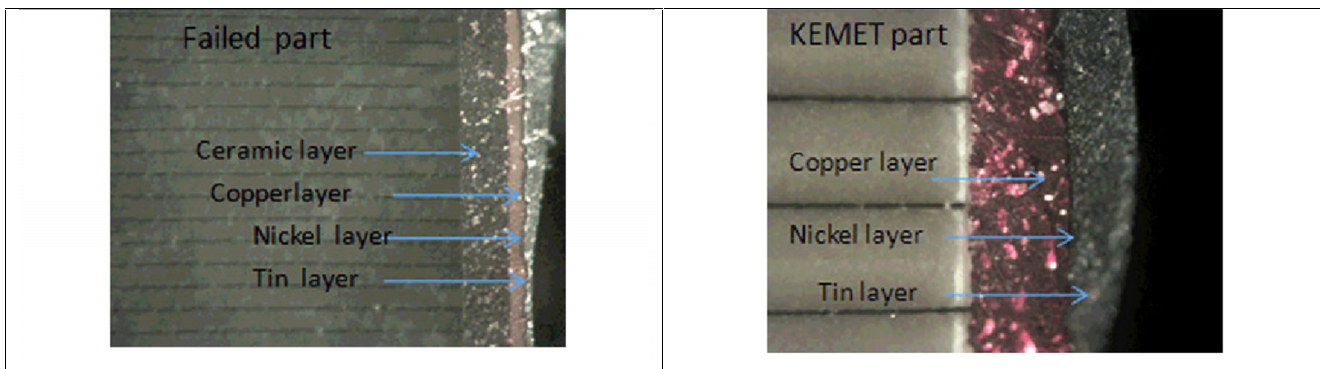 Failed part
Ceramic layer
Copperlayer
Nickel layer
Tin layer
KEMET part
Copper layer
Nickel layer
Tin layer